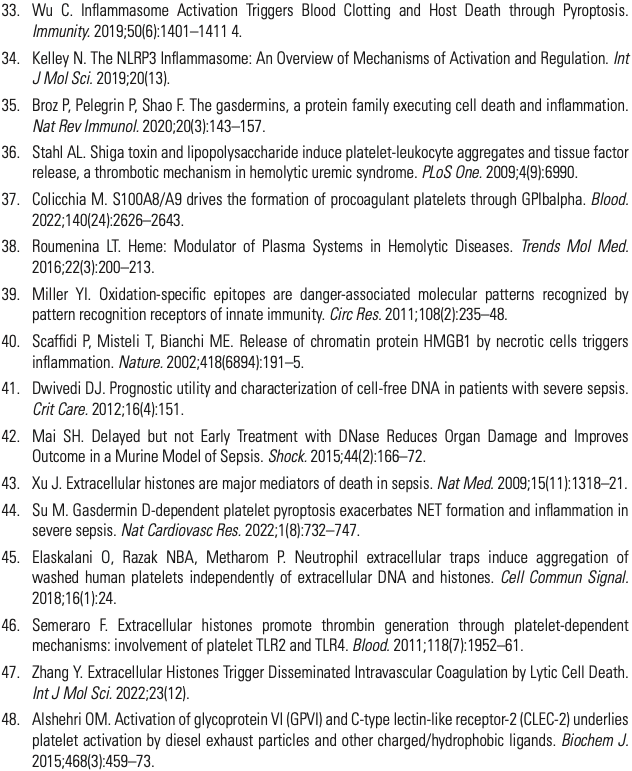 33. Wu C. Inflammasome Activation Triggers Blood Clotting and Host Death through Pyroptosis.
Immunity. 2019;50(6):1401–1411 4.
34. Kelley N. The NLRP3 Inflammasome: An Overview of Mechanisms of Activation and Regulation. Int
J Mol Sci. 2019;20(13).
35. Broz P, Pelegrin P, Shao F. The gasdermins, a protein family executing cell death and inflammation.
Nat Rev Immunol. 2020;20(3):143–157.
36. Stahl AL. Shiga toxin and lipopolysaccharide induce platelet-leukocyte aggregates and tissue factor
release, a thrombotic mechanism in hemolytic uremic syndrome. PLoS One. 2009;4(9):6990.
37. Colicchia M. S100A8/A9 drives the formation of procoagulant platelets through GPIbalpha. Blood.
2022;140(24):2626–2643.
38. Roumenina LT. Heme: Modulator of Plasma Systems in Hemolytic Diseases. Trends Mol Med.
2016;22(3):200–213.
39. Miller YI. Oxidation-specific epitopes are danger-associated molecular patterns recognized by
pattern recognition receptors of innate immunity. Circ Res. 2011;108(2):235–48.
40. Scaffidi P, Misteli T, Bianchi ME. Release of chromatin protein HMGB1 by necrotic cells triggers
inflammation. Nature. 2002;418(6894):191–5.
41. Dwivedi DJ. Prognostic utility and characterization of cell-free DNA in patients with severe sepsis.
Crit Care. 2012;16(4):151.
42. Mai SH. Delayed but not Early Treatment with DNase Reduces Organ Damage and Improves
Outcome in a Murine Model of Sepsis. Shock. 2015;44(2):166–72.
43. Xu J. Extracellular histones are major mediators of death in sepsis. Nat Med. 2009;15(11):1318–21.
44. Su M. Gasdermin D-dependent platelet pyroptosis exacerbates NET formation and inflammation in
severe sepsis. Nat Cardiovasc Res. 2022;1(8):732–747.
45. Elaskalani O, Razak NBA, Metharom P. Neutrophil extracellular traps induce aggregation of
washed human platelets independently of extracellular DNA and histones. Cell Commun Signal.
2018;16(1):24.
46. Semeraro F. Extracellular histones promote thrombin generation through platelet-dependent
mechanisms: involvement of platelet TLR2 and TLR4. Blood. 2011;118(7):1952–61.
47. Zhang Y. Extracellular Histones Trigger Disseminated Intravascular Coagulation by Lytic Cell Death.
Int J Mol Sci. 2022;23(12).
48. Alshehri OM. Activation of glycoprotein VI (GPVI) and C-type lectin-like receptor-2 (CLEC-2) underlies
platelet activation by diesel exhaust particles and other charged/hydrophobic ligands. Biochem J.
2015;468(3):459–73.